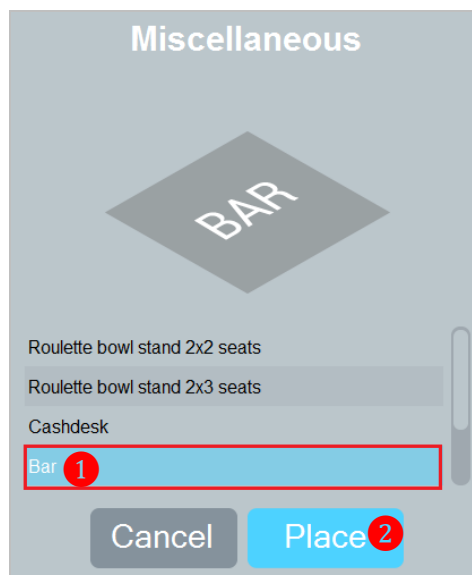 Miscellaneous
BAR
Roulette bowl stand 2x2 seats
Roulette bowl stand 2x3 seats
Cashdesk
Bar 1
Cancel Place 2